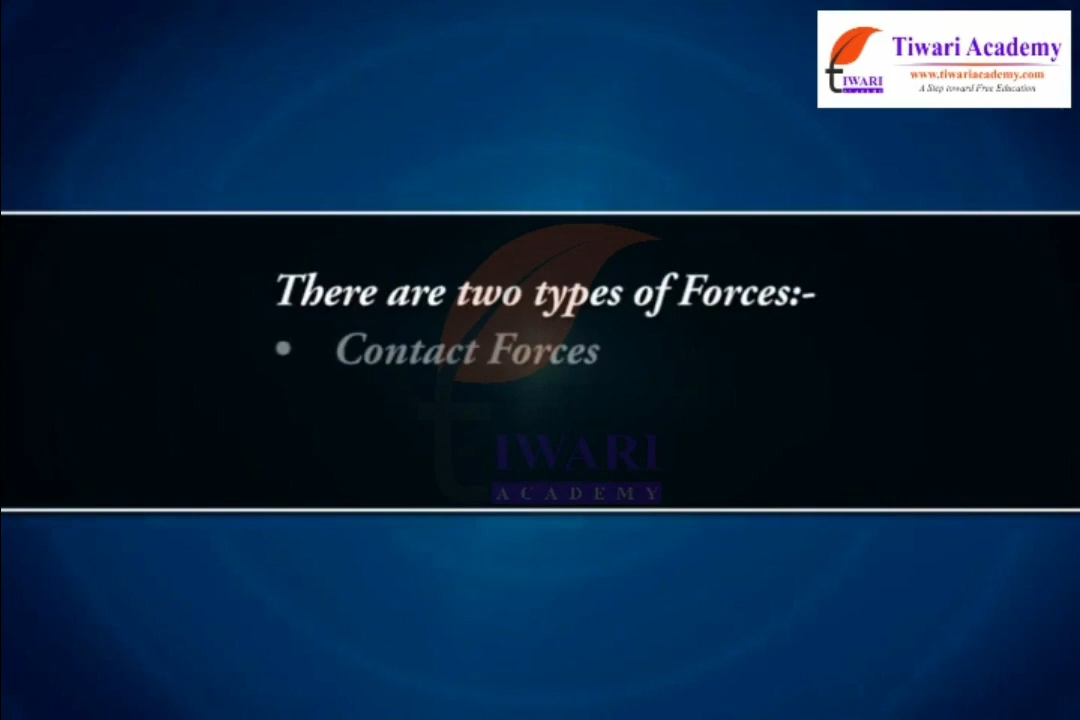 Tiwari Academy
www.tiwariacademy.com
A Step toward Free Education
tIWARI
ACADEMY
There are two types of Forces:-
• Contact Forces
tIWARI
ACADEMY